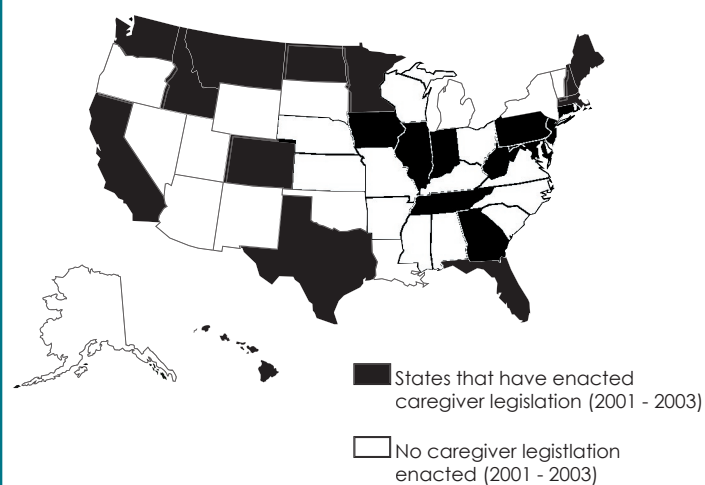 States that have enacted
caregiver legislation (2001 - 2003)
No caregiver legistlation
enacted (2001 - 2003)